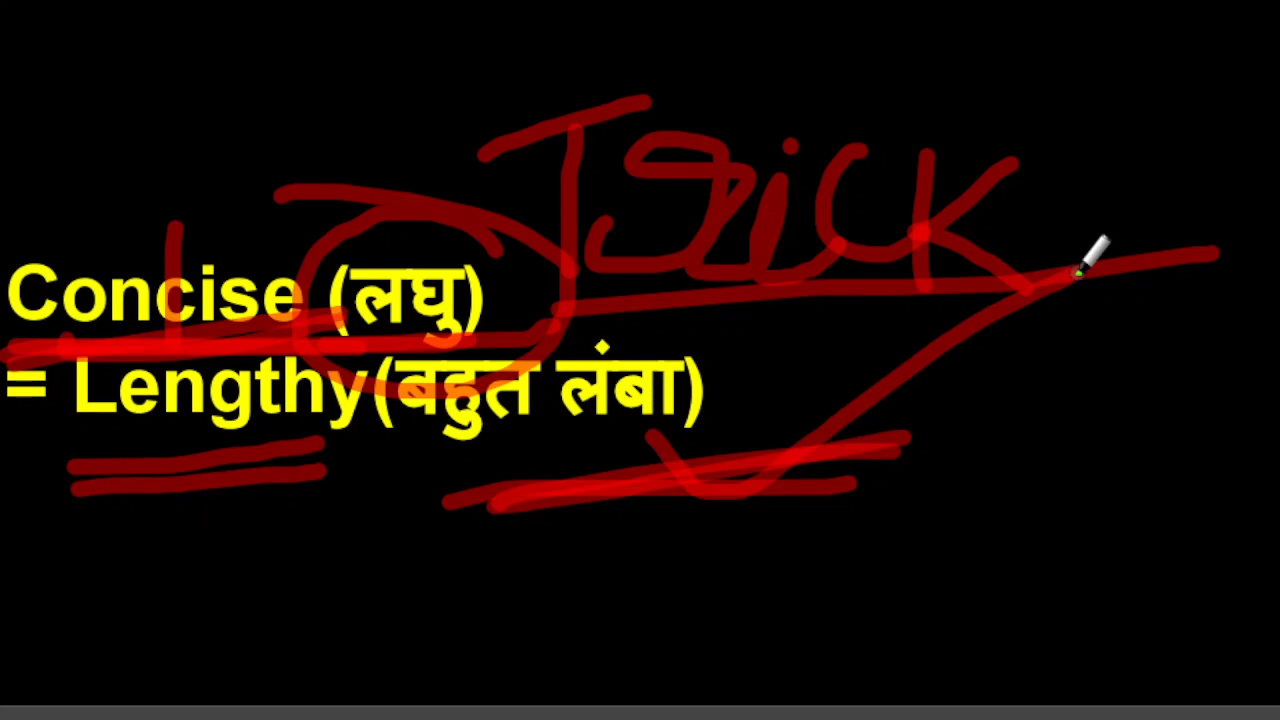 Trick
Concise (लघु)
= Lengthy(बहुत लंबा)